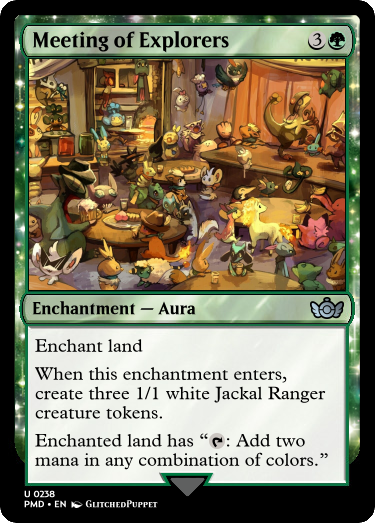 Meeting of Explorers 3
Enchantment — Aura
Enchant land
When this enchantment enters,
create three 1/1 white Jackal Ranger
creature tokens.
Enchanted land has “: Add two
mana in any combination of colors.”
U 0238
PMD • EN GlitchedPuppet